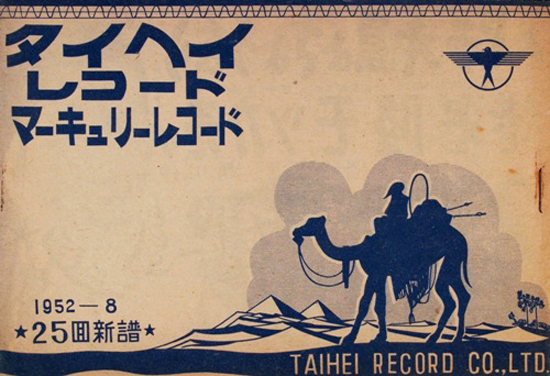 タイヘイ
レコード
マーキュリーレコード
1952－8
★25回新譜★
TAIHEI RECORD CO.,LTD.